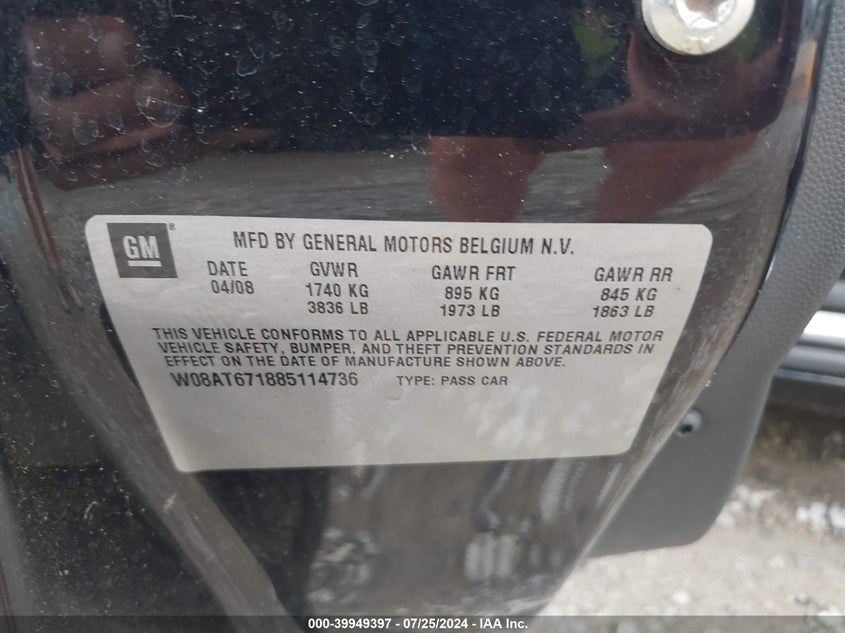 GM ® MFD BY GENERAL MOTORS BELGIUM N.V.
DATE GVWR GAWR FRT GAWR RR
04/08 1740 KG 895 KG 845 KG
3836 LB 1973 LB 1863 LB
THIS VEHICLE CONFORMS TO ALL APPLICABLE U.S. FEDERAL MOTOR
VEHICLE SAFETY, BUMPER, AND THEFT PREVENTION STANDARDS IN
EFFECT ON THE DATE OF MANUFACTURE SHOWN ABOVE.
W08AT671885114736 TYPE: PASS CAR
000-39949397 - 07/25/2024 - IAA Inc.